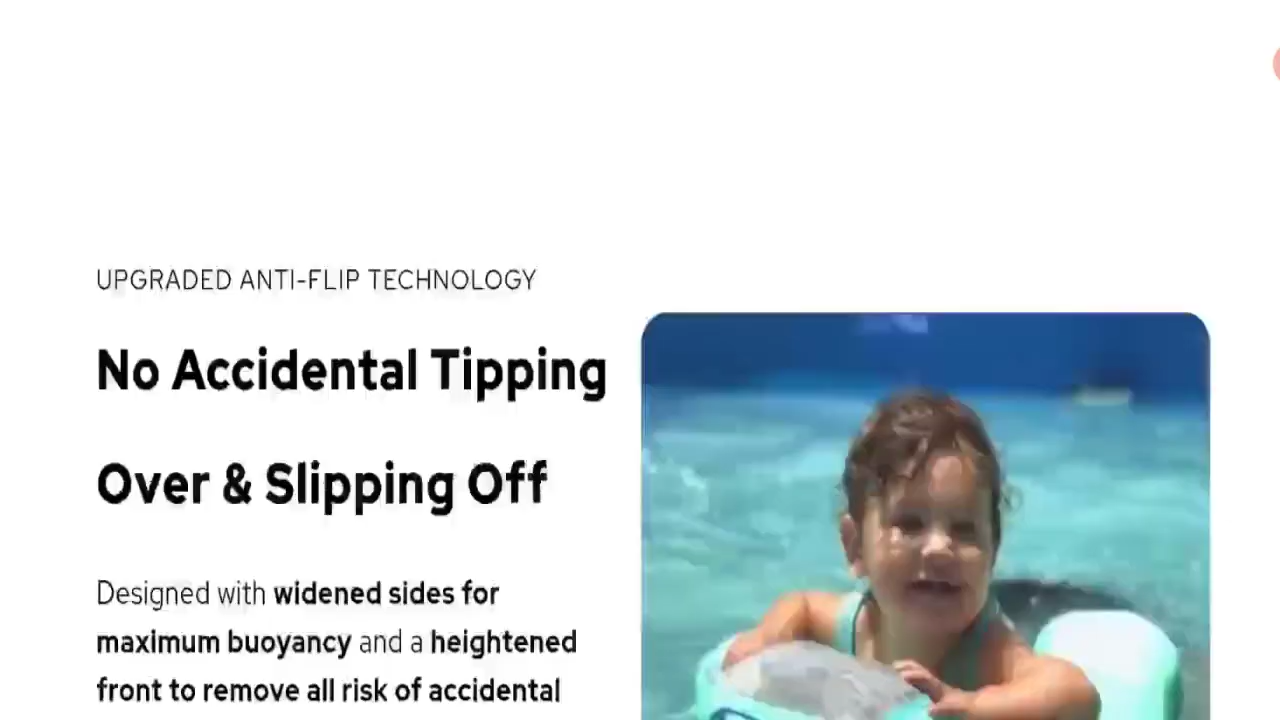 UPGRADED ANTI-FLIP TECHNOLOGY
No Accidental Tipping
Over & Slipping Off
Designed with widened sides for
maximum buoyancy and a heightened
front to remove all risk of accidental